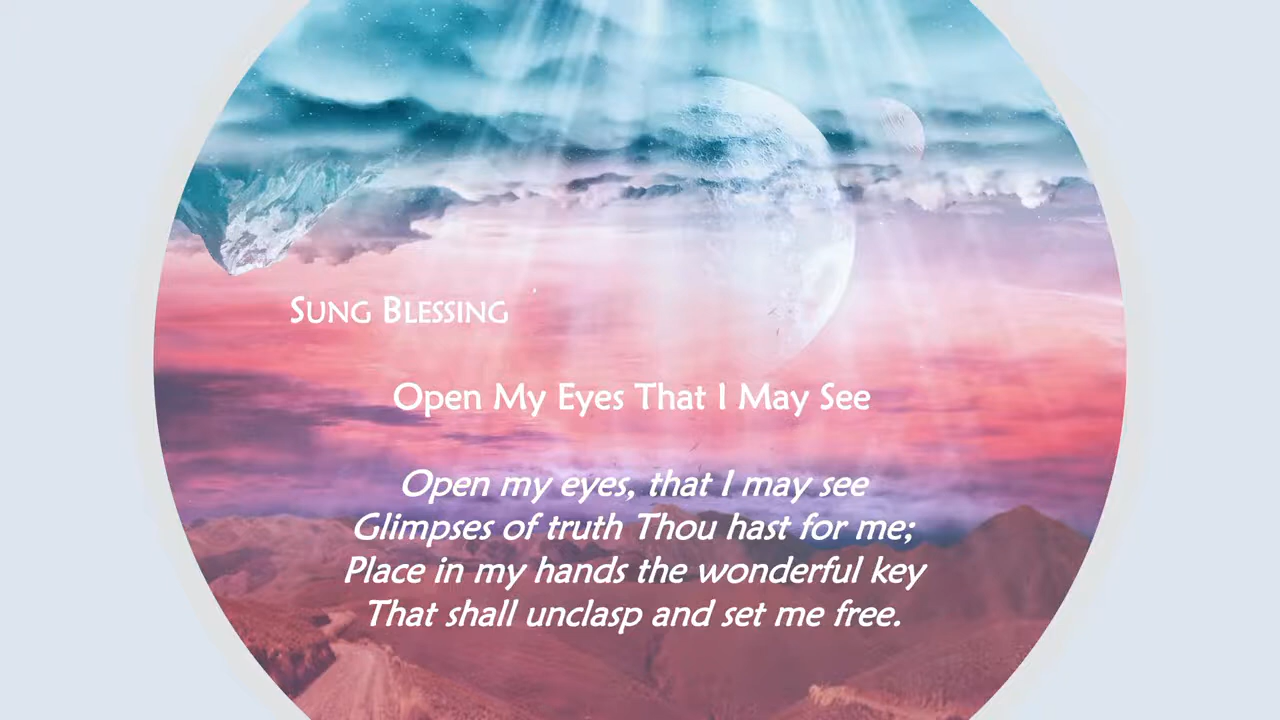 Sung Blessing
Open My Eyes That I May See
Open my eyes, that I may see
Glimpses of truth Thou hast for me;
Place in my hands the wonderful key
That shall unclasp and set me free.